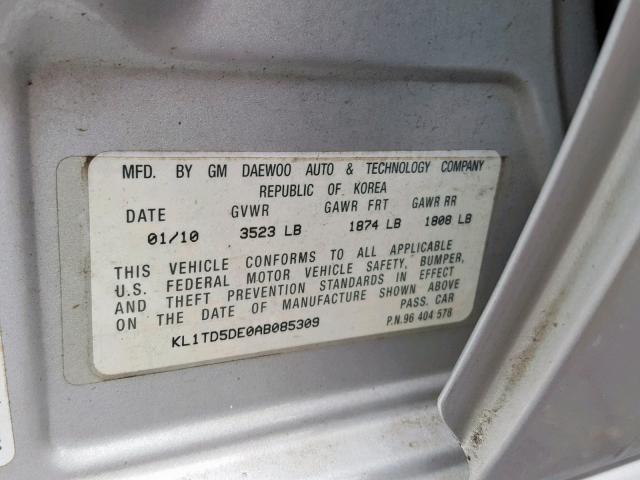 MFD. BY GM DAEWOO AUTO & TECHNOLOGY COMPANY
REPUBLIC OF KOREA
DATE GVWR GAWR FRT GAWR RR
01/10 3523 LB 1874 LB 1808 LB
THIS VEHICLE CONFORMS TO ALL APPLICABLE
U.S. FEDERAL MOTOR VEHICLE SAFETY, BUMPER,
AND THEFT PREVENTION STANDARDS IN EFFECT
ON THE DATE OF MANUFACTURE SHOWN ABOVE
PASS. CAR
KL1TD5DE0AB085309 P.N.96 404 578